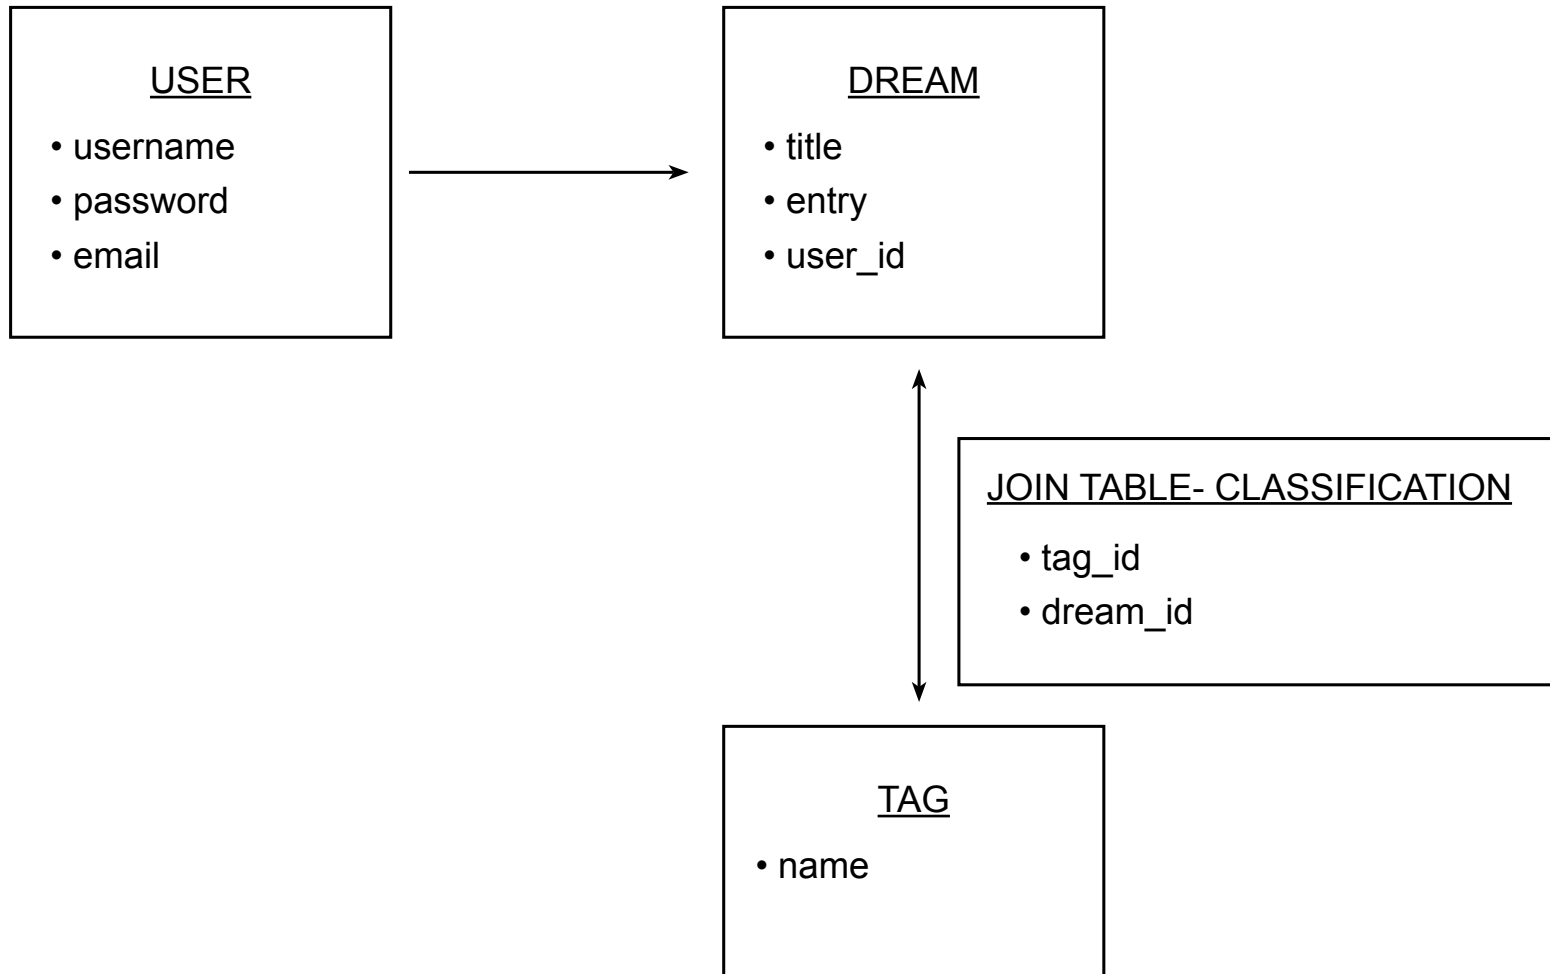 USER
• username
• password
• email
DREAM
• title
• entry
• user_id
JOIN TABLE- CLASSIFICATION
• tag_id
• dream_id
TAG
• name